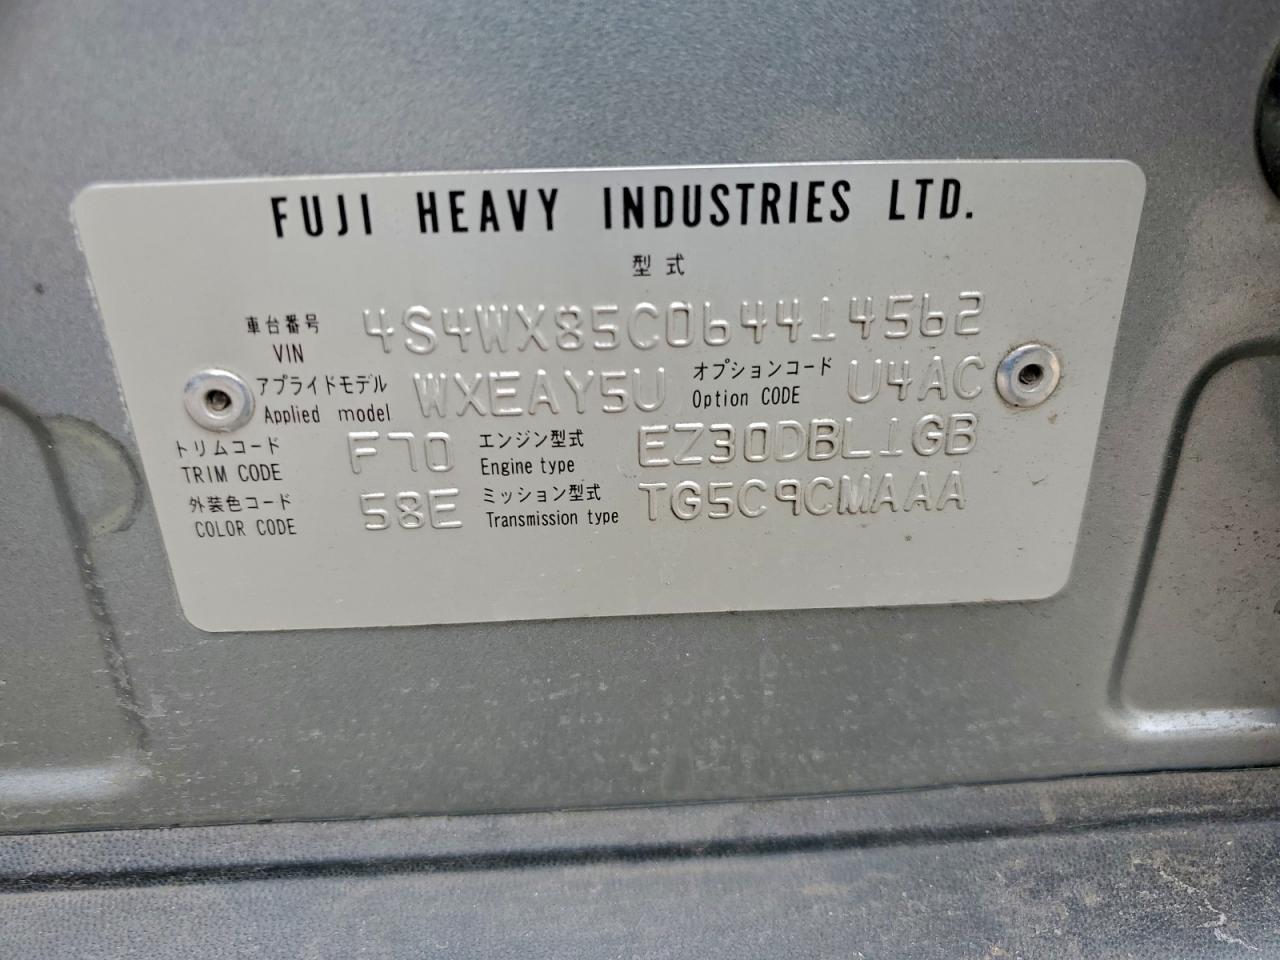 FUJI HEAVY INDUSTRIES LTD.
型式
車台番号 VIN 4S4WX85C064414562
アプライドモデル Applied model WXEAY5U オプションコード Option CODE U4AC
トリムコード TRIM CODE F70 エンジン型式 Engine type EZ30DBL1GB
外装色コード COLOR CODE 58E ミッション型式 Transmission type TG5C9CMAAA